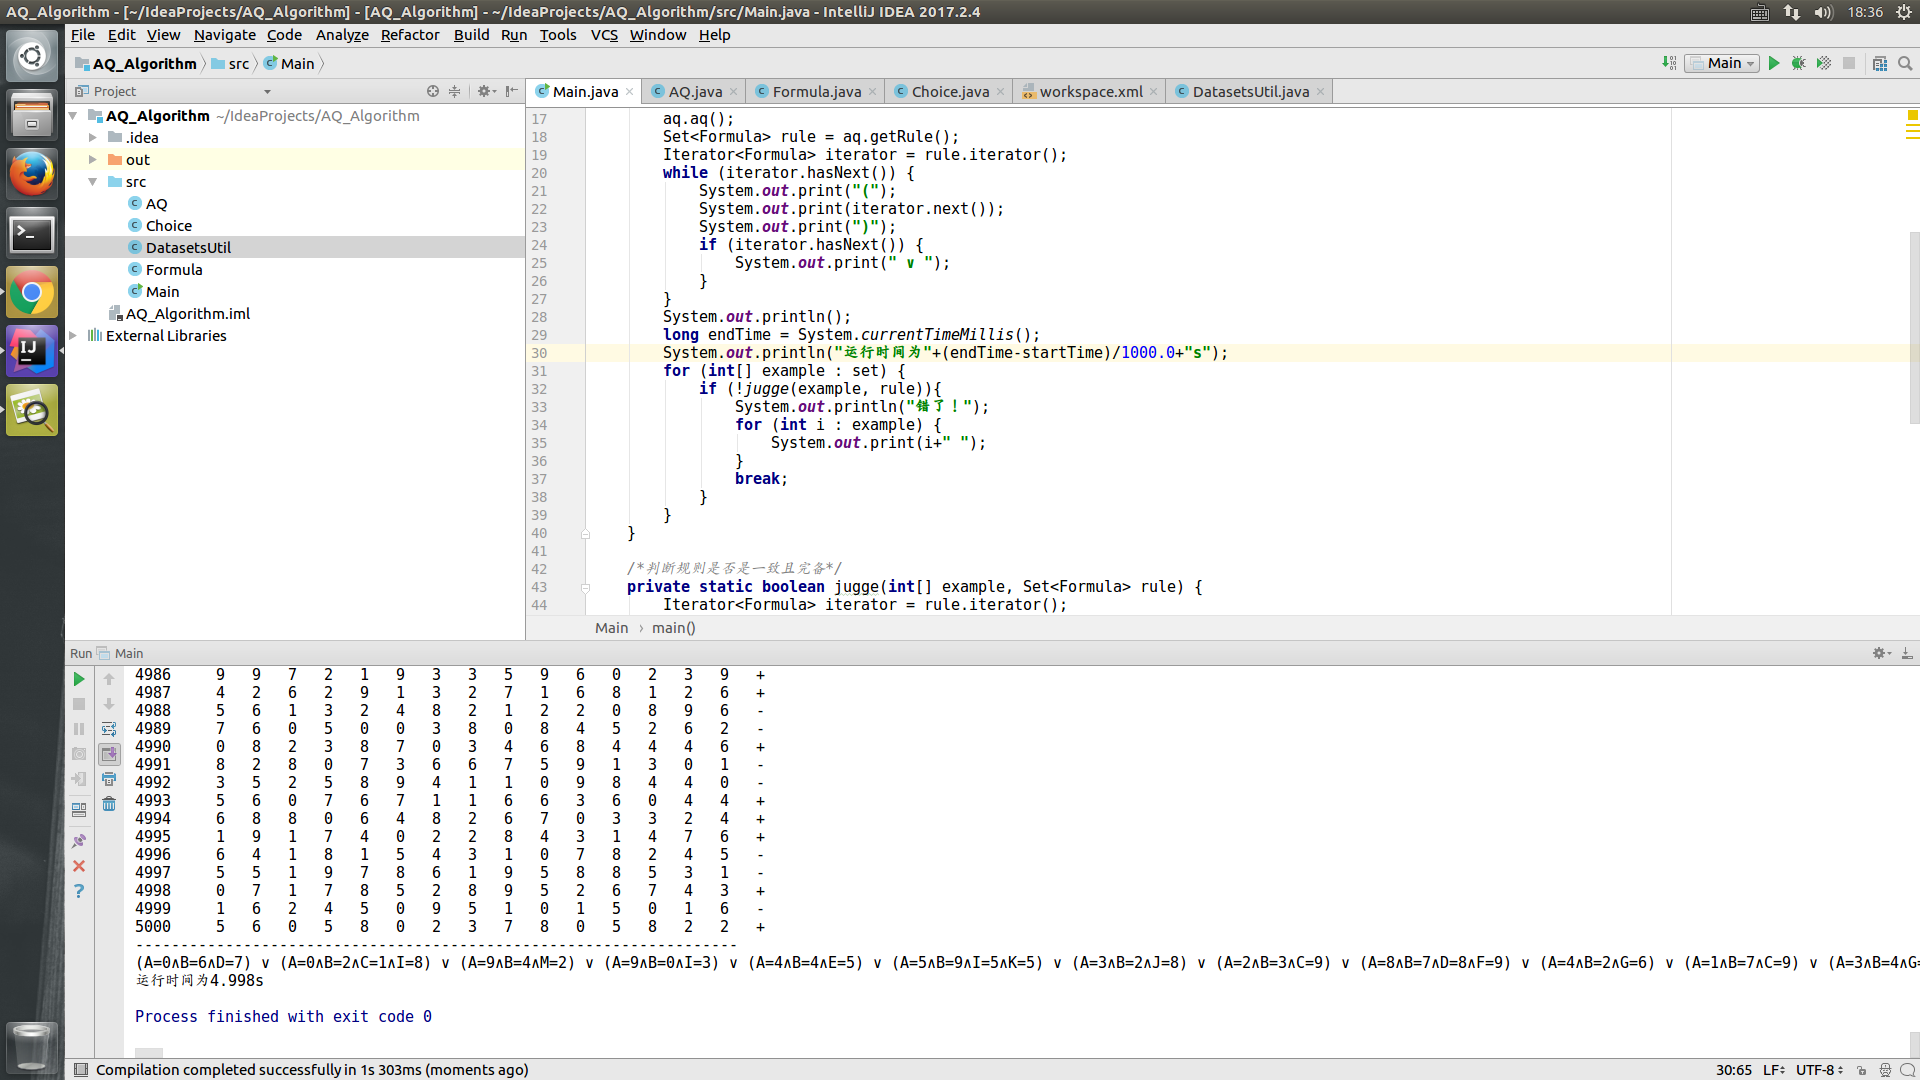 AQ_Algorithm - [~/IdeaProjects/AQ_Algorithm] - [AQ_Algorithm] - ~/IdeaProjects/AQ_Algorithm/src/Main.java - IntelliJ IDEA 2017.2.4
18:36
File Edit View Navigate Code Analyze Refactor Build Run Tools VCS Window Help
AQ_Algorithm src Main
Main
Project
Main.java AQ.java Formula.java Choice.java workspace.xml DatasetsUtil.java
AQ_Algorithm ~/IdeaProjects/AQ_Algorithm
.idea
out
src
AQ
Choice
DatasetsUtil
Formula
Main
AQ_Algorithm.iml
External Libraries
17 aq.aq();
18 Set<Formula> rule = aq.getRule();
19 Iterator<Formula> iterator = rule.iterator();
20 while (iterator.hasNext()) {
21 System.out.print("(");
22 System.out.print(iterator.next());
23 System.out.print(")");
24 if (iterator.hasNext()) {
25 System.out.print(" ∨ ");
26 }
27 }
28 System.out.println();
29 long endTime = System.currentTimeMillis();
30 System.out.println("运行时间为"+(endTime-startTime)/1000.0+"s");
31 for (int[] example : set) {
32 if (!jugge(example, rule)){
33 System.out.println("错了！");
34 for (int i : example) {
35 System.out.print(i+" ");
36 }
37 break;
38 }
39 }
40 }
41
42 /*判断规则是否是一致且完备*/
43 private static boolean jugge(int[] example, Set<Formula> rule) {
44 Iterator<Formula> iterator = rule.iterator();
Main › main()
Run Main
4986 9 9 7 2 1 9 3 3 5 9 6 0 2 3 9 +
4987 4 2 6 2 9 1 3 2 7 1 6 8 1 2 6 +
4988 5 6 1 3 2 4 8 2 1 2 2 0 8 9 6 -
4989 7 6 0 5 0 0 3 8 0 8 4 5 2 6 2 -
4990 0 8 2 3 8 7 0 3 4 6 8 4 4 4 6 +
4991 8 2 8 0 7 3 6 6 7 5 9 1 3 0 1 -
4992 3 5 2 5 8 9 4 1 1 0 9 8 4 4 0 -
4993 5 6 0 7 6 7 1 1 6 6 3 6 0 4 4 +
4994 6 8 8 0 6 4 8 2 6 7 0 3 3 2 4 +
4995 1 9 1 7 4 0 2 2 8 4 3 1 4 7 6 +
4996 6 4 1 8 1 5 4 3 1 0 7 8 2 4 5 -
4997 5 5 1 9 7 8 6 1 9 5 8 8 5 3 1 -
4998 0 7 1 7 8 5 2 8 9 5 2 6 7 4 3 +
4999 1 6 2 4 5 0 9 5 1 0 1 5 0 1 6 -
5000 5 6 0 5 8 0 2 3 7 8 0 5 8 2 2 +
-------------------------------------------------------------------
(A=0∧B=6∧D=7) ∨ (A=0∧B=2∧C=1∧I=8) ∨ (A=9∧B=4∧M=2) ∨ (A=9∧B=0∧I=3) ∨ (A=4∧B=4∧E=5) ∨ (A=5∧B=9∧I=5∧K=5) ∨ (A=3∧B=2∧J=8) ∨ (A=2∧B=3∧C=9) ∨ (A=8∧B=7∧D=8∧F=9) ∨ (A=4∧B=2∧G=6) ∨ (A=1∧B=7∧C=9) ∨ (A=3∧B=4∧G=
运行时间为4.998s
Process finished with exit code 0
Compilation completed successfully in 1s 303ms (moments ago)
30:65 LF UTF-8